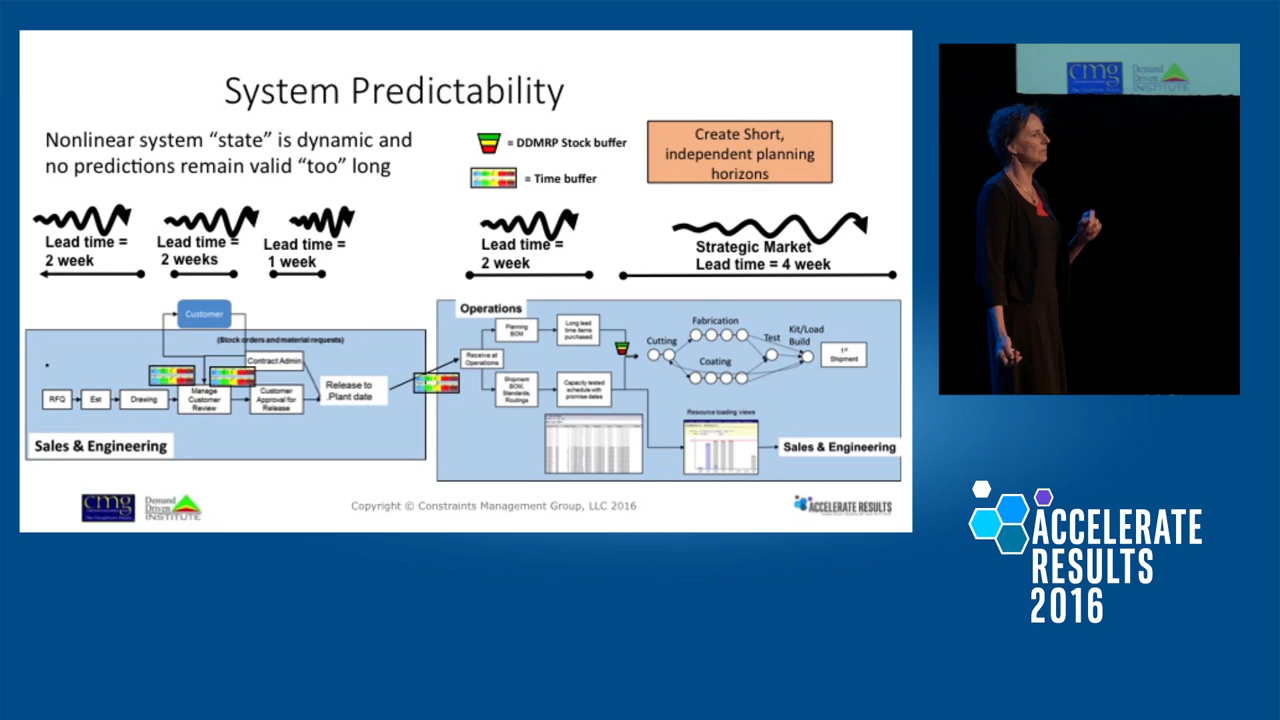 System Predictability
Nonlinear system “state” is dynamic and
no predictions remain valid “too” long
= DDMRP Stock buffer
= Time buffer
Create Short,
independent planning
horizons
Lead time =
2 week
Lead time =
2 weeks
Lead time =
1 week
Lead time =
2 week
Strategic Market
Lead time = 4 week
Customer
(Stock orders and material requests)
Contract Admin
RFQ
Est
Drawing
Manage
Customer
Review
Customer
Approval for
Release
Release to
Plant date
Sales & Engineering
Operations
Receive at
Operations
Planning
BOM
Long lead
time items
purchased
Shipment
BOM,
Standards,
Routings
Capacity tested
schedule with
promise dates
Cutting
Fabrication
Coating
Test
Kit/Load
Build
1st
Shipment
Resource loading views
Sales & Engineering
cmg
Demand
Driven
INSTITUTE
Copyright © Constraints Management Group, LLC 2016
ACCELERATE RESULTS
cmg
Demand
Driven
INSTITUTE
ACCELERATE
RESULTS
2016